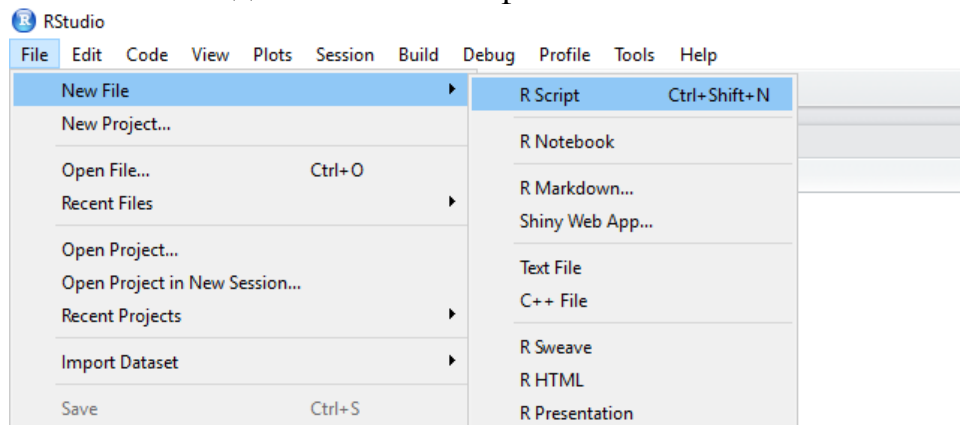 RStudio
File Edit Code View Plots Session Build Debug Profile Tools Help
New File
New Project...
Open File... Ctrl+O
Recent Files
Open Project...
Open Project in New Session...
Recent Projects
Import Dataset
Save Ctrl+S
R Script Ctrl+Shift+N
R Notebook
R Markdown...
Shiny Web App...
Text File
C++ File
R Sweave
R HTML
R Presentation